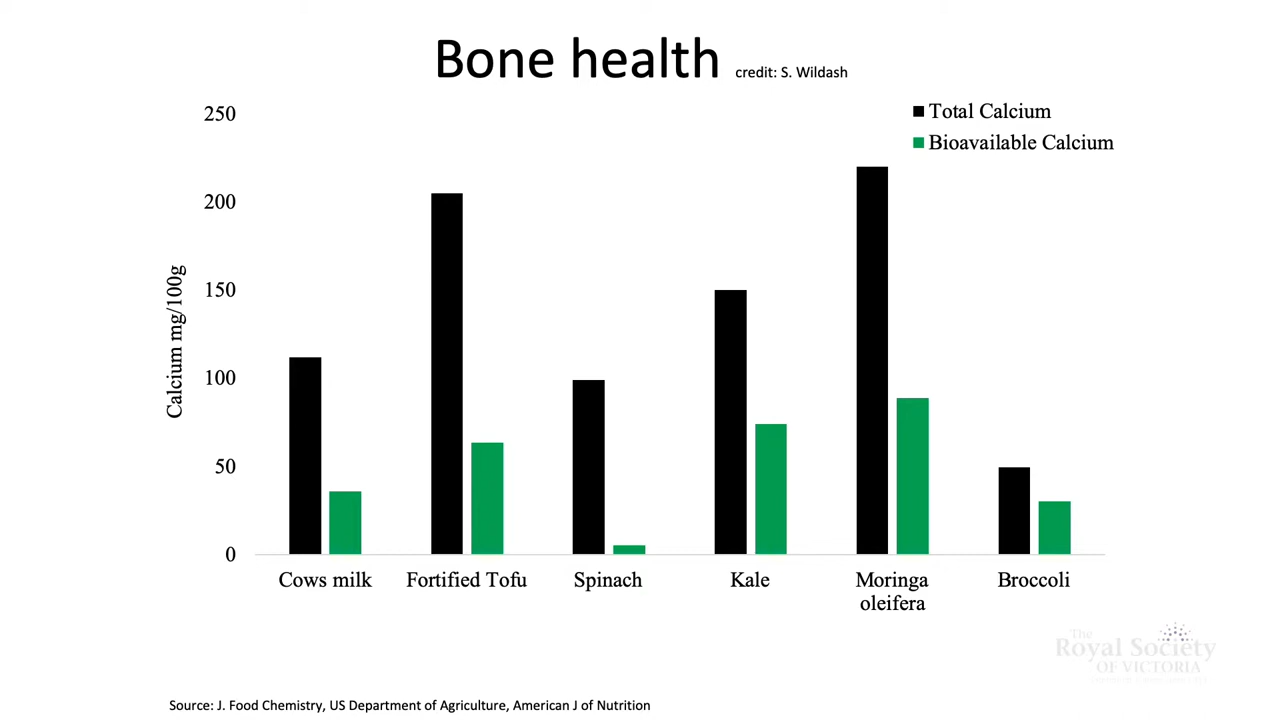 Bone health credit: S. Wildash
250
200
150
100
50
0
Calcium mg/100g
Total Calcium
Bioavailable Calcium
Cows milk
Fortified Tofu
Spinach
Kale
Moringa
oleifera
Broccoli
The
Royal Society
OF VICTORIA
Source: J. Food Chemistry, US Department of Agriculture, American J of Nutrition